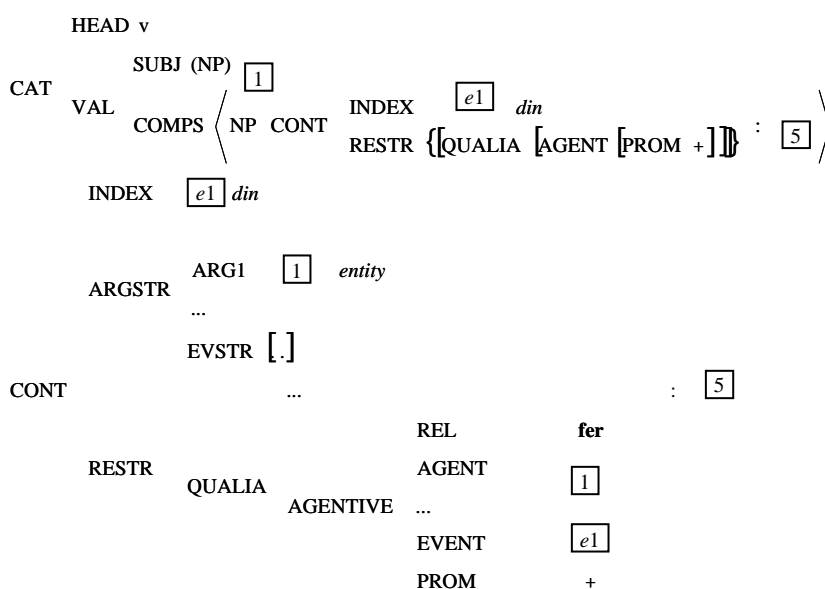 HEAD v
SUBJ (NP) 1
CAT
VAL
COMPS ⟨ NP CONT INDEX e1 din
RESTR {[QUALIA [AGENT [PROM +]]]} : 5 ⟩
INDEX e1 din
ARG1 1 entity
ARGSTR
...
EVSTR [.]
CONT ... : 5
REL fer
RESTR AGENT 1
QUALIA
AGENTIVE ...
EVENT e1
PROM +